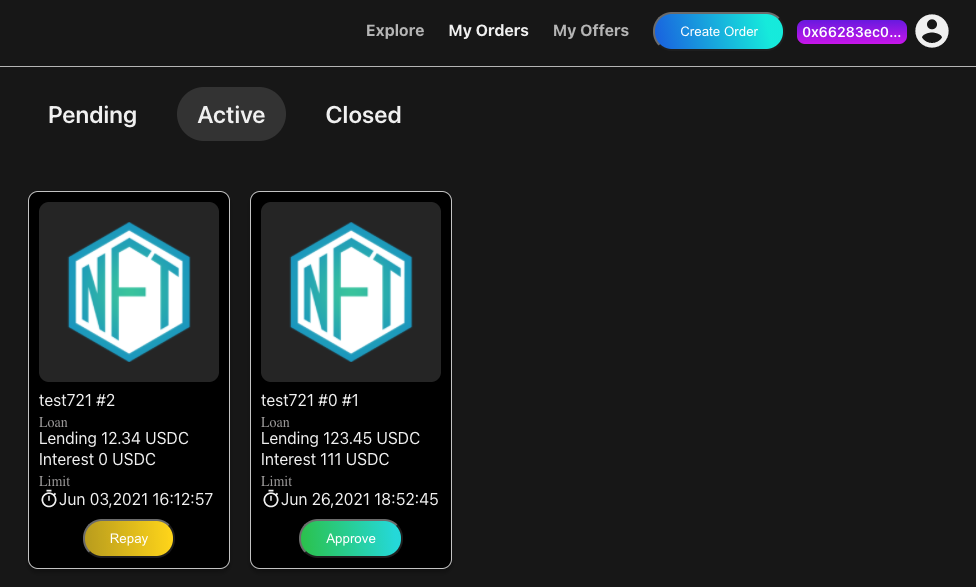 Explore My Orders My Offers Create Order 0x66283ec0...
Pending Active Closed
NFT
test721 #2
Loan
Lending 12.34 USDC
Interest 0 USDC
Limit
Jun 03,2021 16:12:57
Repay
NFT
test721 #0 #1
Loan
Lending 123.45 USDC
Interest 111 USDC
Limit
Jun 26,2021 18:52:45
Approve